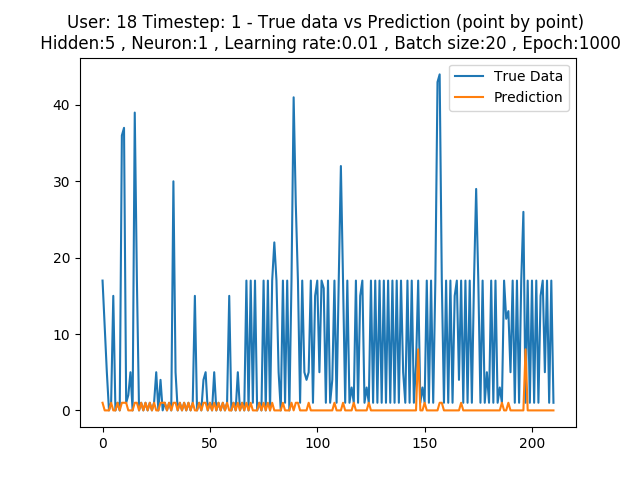 User: 18 Timestep: 1 - True data vs Prediction (point by point)
Hidden:5 , Neuron:1 , Learning rate:0.01 , Batch size:20 , Epoch:1000
True Data
Prediction
40
30
20
10
0
0 50 100 150 200